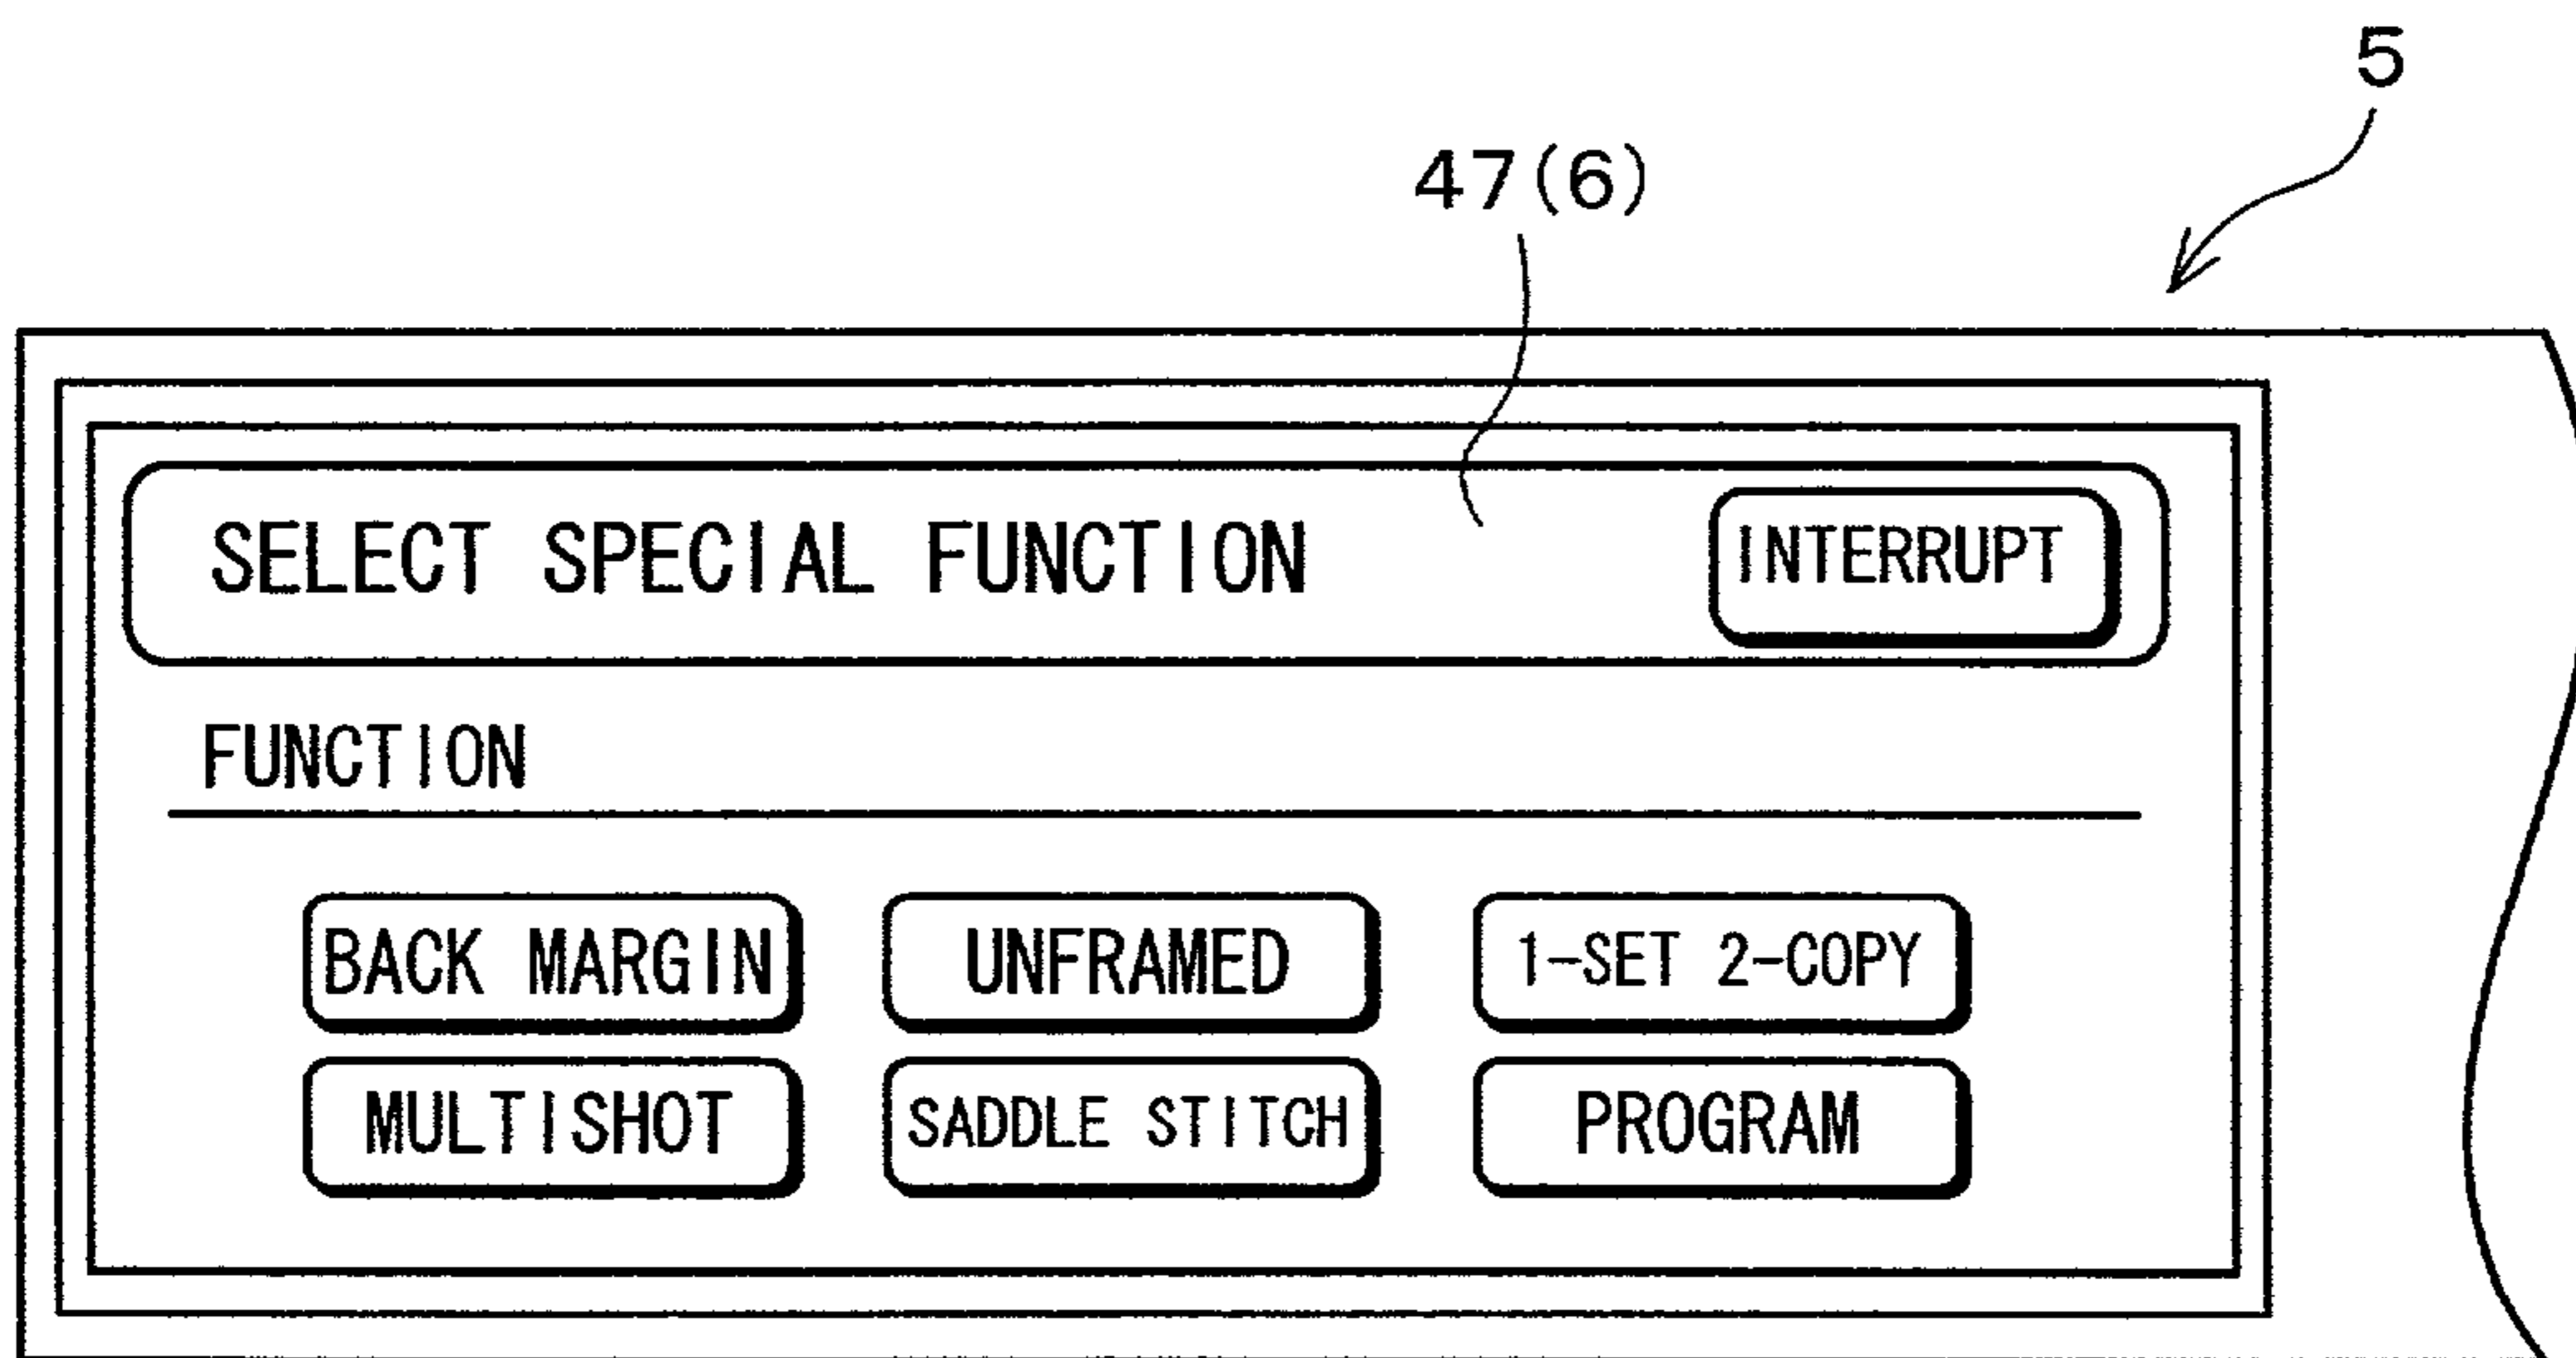 5
47(6)
SELECT SPECIAL FUNCTION INTERRUPT
FUNCTION
BACK MARGIN UNFRAMED 1-SET 2-COPY
MULTISHOT SADDLE STITCH PROGRAM